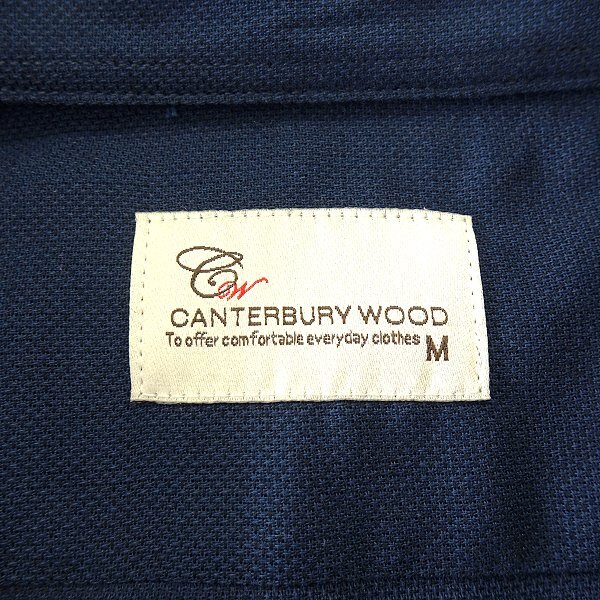 CW
CANTERBURY WOOD
To offer comfortable everyday clothes M